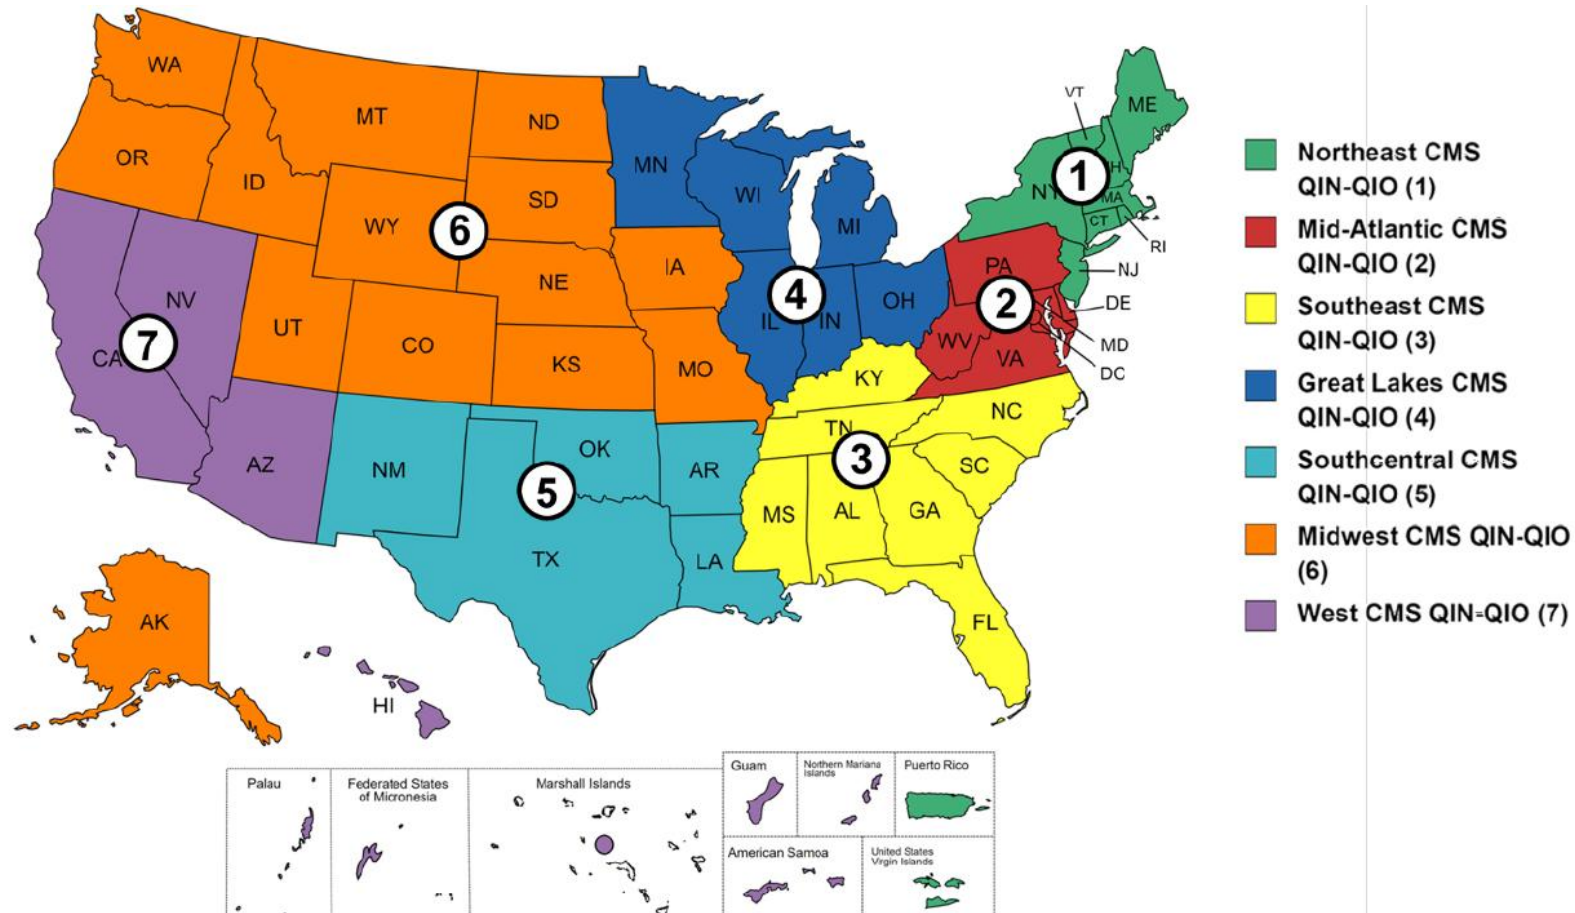 WA
MT
ND
OR
ID
SD
WY
6
NE
IA
NV
UT
CO
KS
MO
7
CA
AZ
NM
OK
AR
5
TX
LA
MN
WI
MI
4
IL
IN
OH
VT
ME
1
NY
MA
CT
RI
NJ
PA
2
DE
MD
DC
WV
VA
KY
NC
TN
3
SC
MS
AL
GA
FL
AK
HI
Northeast CMS
QIN-QIO (1)
Mid-Atlantic CMS
QIN-QIO (2)
Southeast CMS
QIN-QIO (3)
Great Lakes CMS
QIN-QIO (4)
Southcentral CMS
QIN-QIO (5)
Midwest CMS QIN-QIO
(6)
West CMS QIN-QIO (7)
Palau
Federated States
of Micronesia
Marshall Islands
Guam
Northern Mariana
Islands
Puerto Rico
American Samoa
United States
Virgin Islands